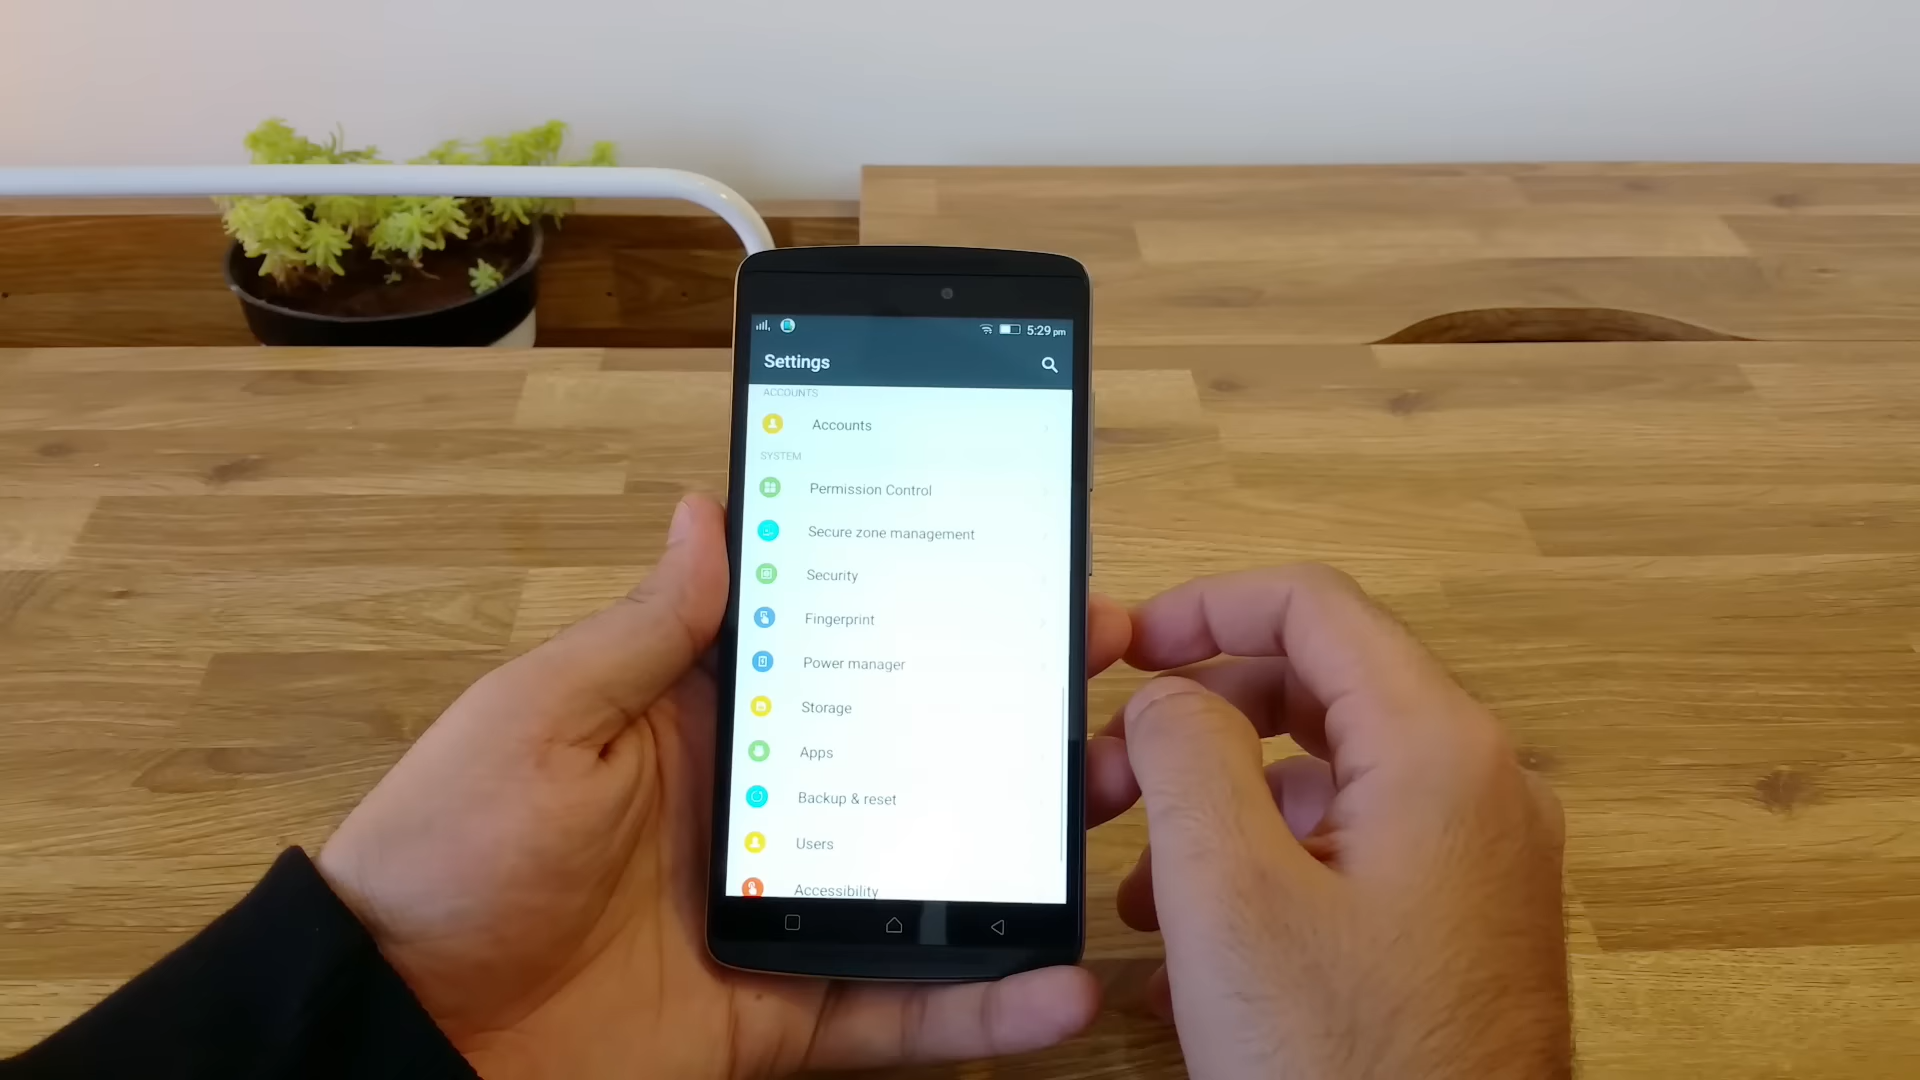 5:29 pm
Settings
ACCOUNTS
Accounts
SYSTEM
Permission Control
Secure zone management
Security
Fingerprint
Power manager
Storage
Apps
Backup & reset
Users
Accessibility